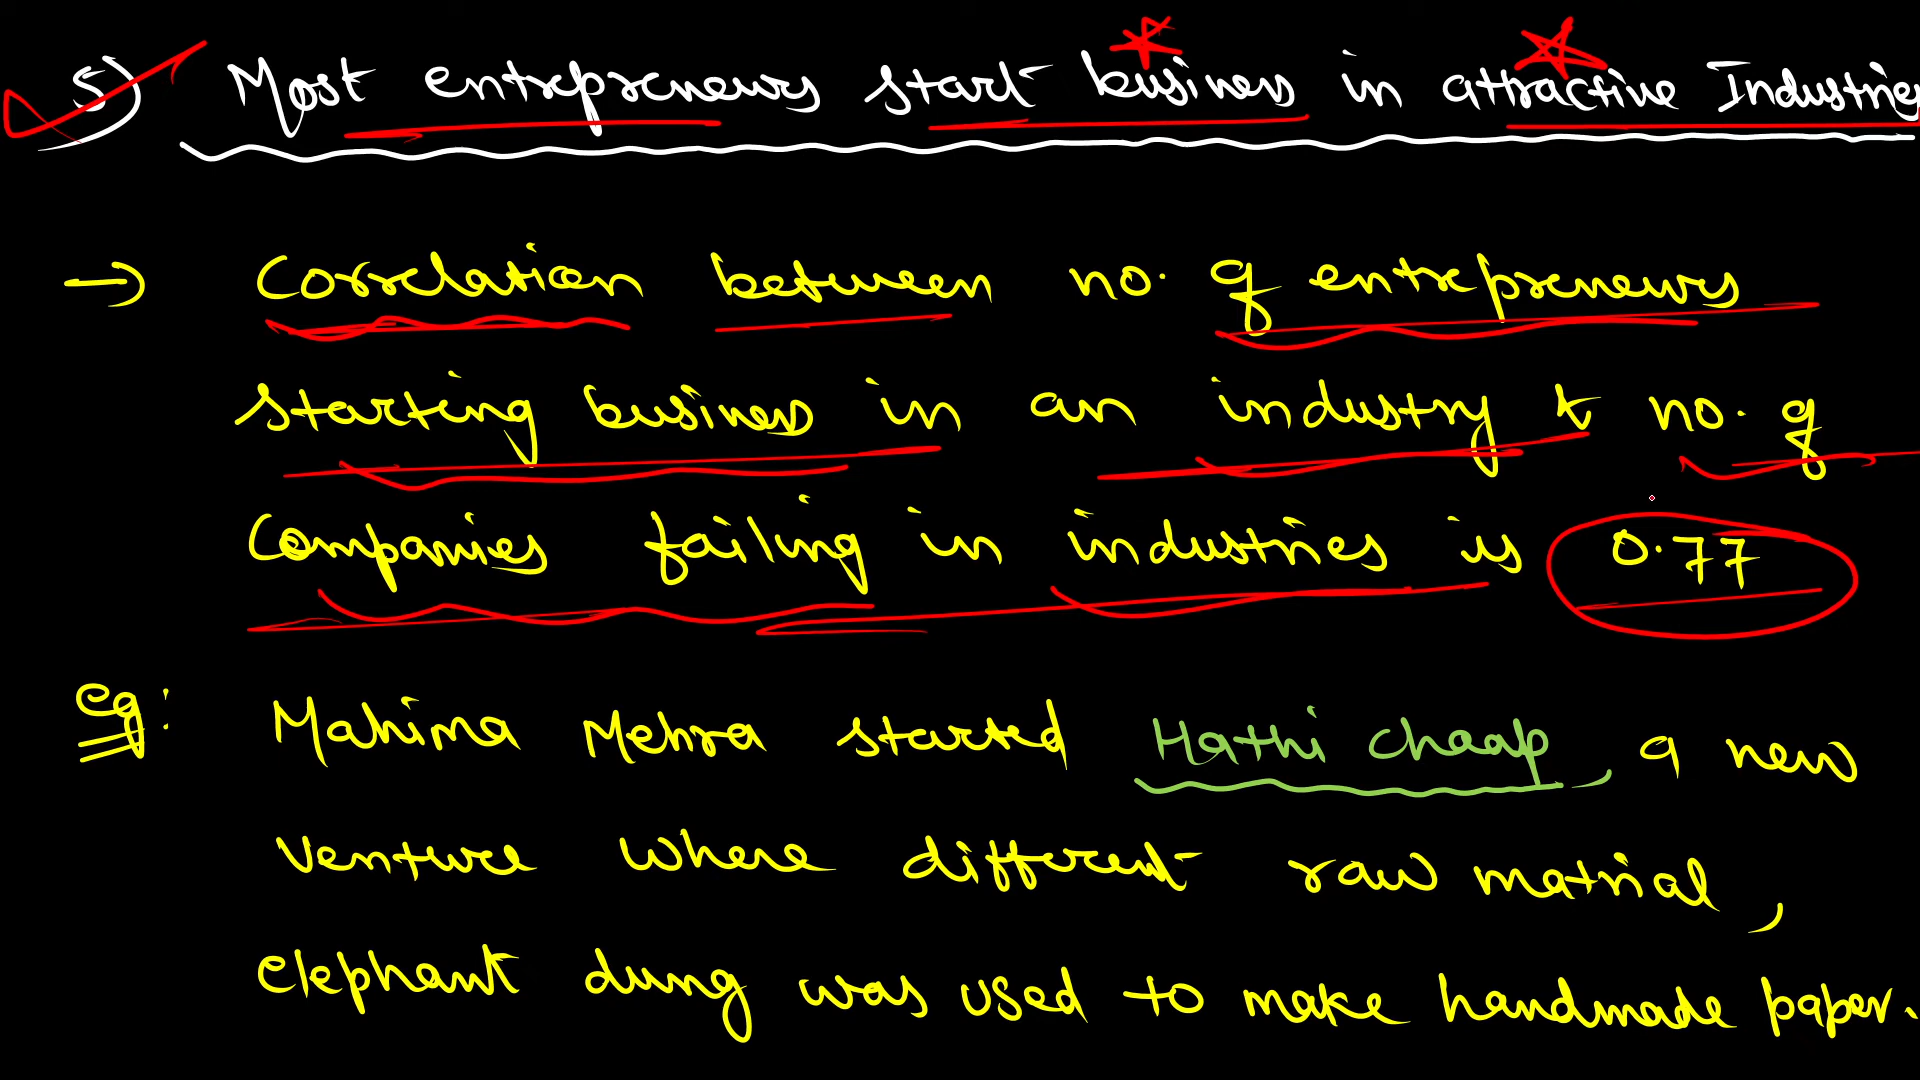 5) Most entrepreneurs start business in attractive Industries
→ Correlation between no. of entrepreneurs
starting business in an industry & no. of
Companies failing in industries is 0.77
Eg: Mahima Mehra started Hathi chaap, a new
venture where different raw matrial,
elephant dung was used to make handmade paper.